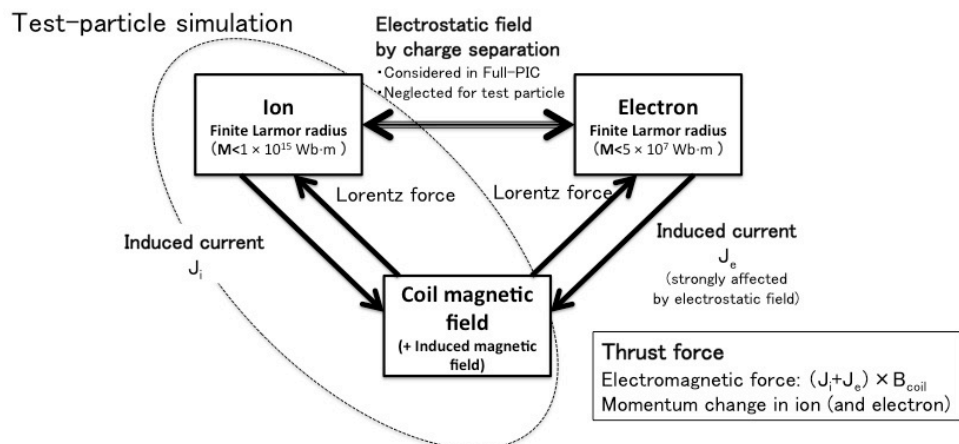 Test-particle simulation
Electrostatic field
by charge separation
・Considered in Full-PIC
・Neglected for test particle
Ion
Finite Larmor radius
(M<1 × 10¹⁵ Wb·m )
Electron
Finite Larmor radius
(M<5 × 10⁷ Wb·m )
Lorentz force
Lorentz force
Induced current
Jᵢ
Induced current
Jₑ
(strongly affected
by electrostatic field)
Coil magnetic
field
(+ Induced magnetic
field)
Thrust force
Electromagnetic force: (Jᵢ+Jₑ) × B_coil
Momentum change in ion (and electron)